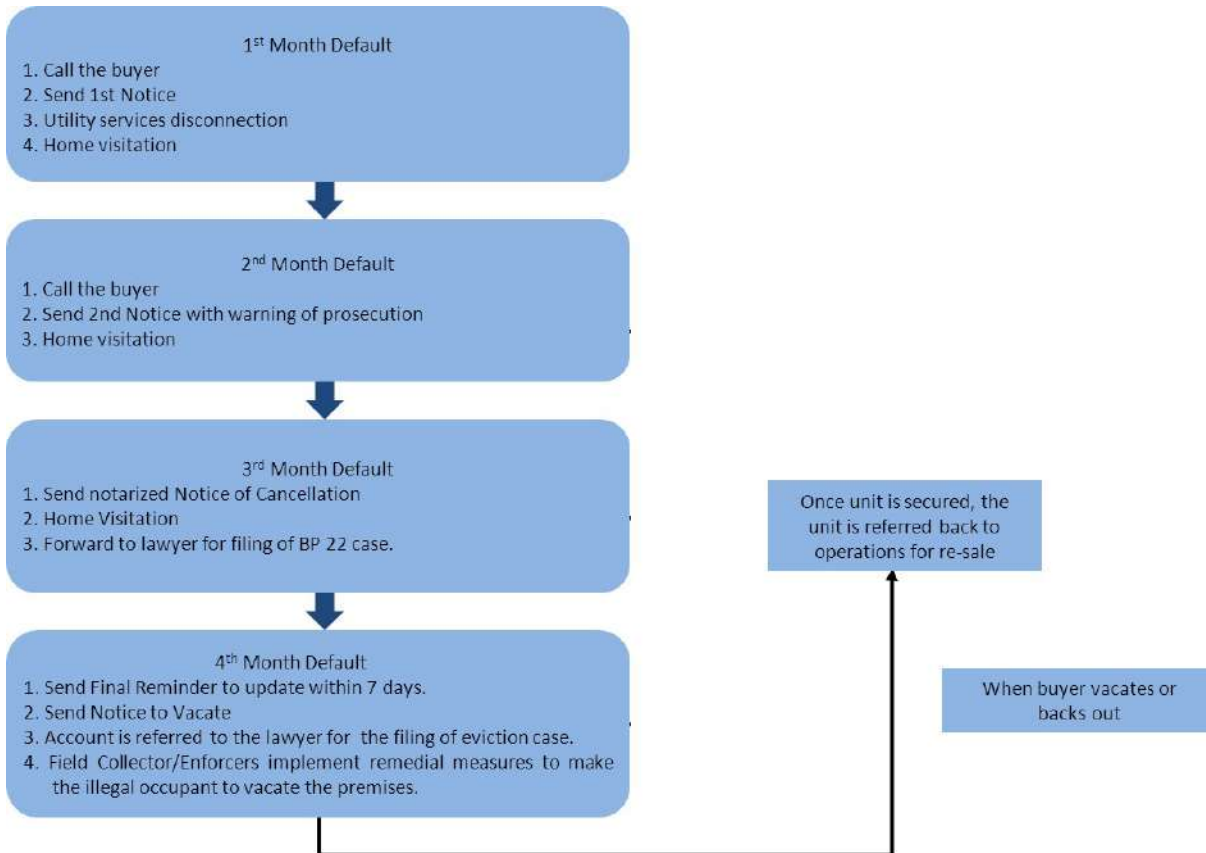 1st Month Default
1. Call the buyer
2. Send 1st Notice
3. Utility services disconnection
4. Home visitation
2nd Month Default
1. Call the buyer
2. Send 2nd Notice with warning of prosecution
3. Home visitation
3rd Month Default
1. Send notarized Notice of Cancellation
2. Home Visitation
3. Forward to lawyer for filing of BP 22 case.
4th Month Default
1. Send Final Reminder to update within 7 days.
2. Send Notice to Vacate
3. Account is referred to the lawyer for the filing of eviction case.
4. Field Collector/Enforcers implement remedial measures to make
the illegal occupant to vacate the premises.
Once unit is secured, the
unit is referred back to
operations for re-sale
When buyer vacates or
backs out